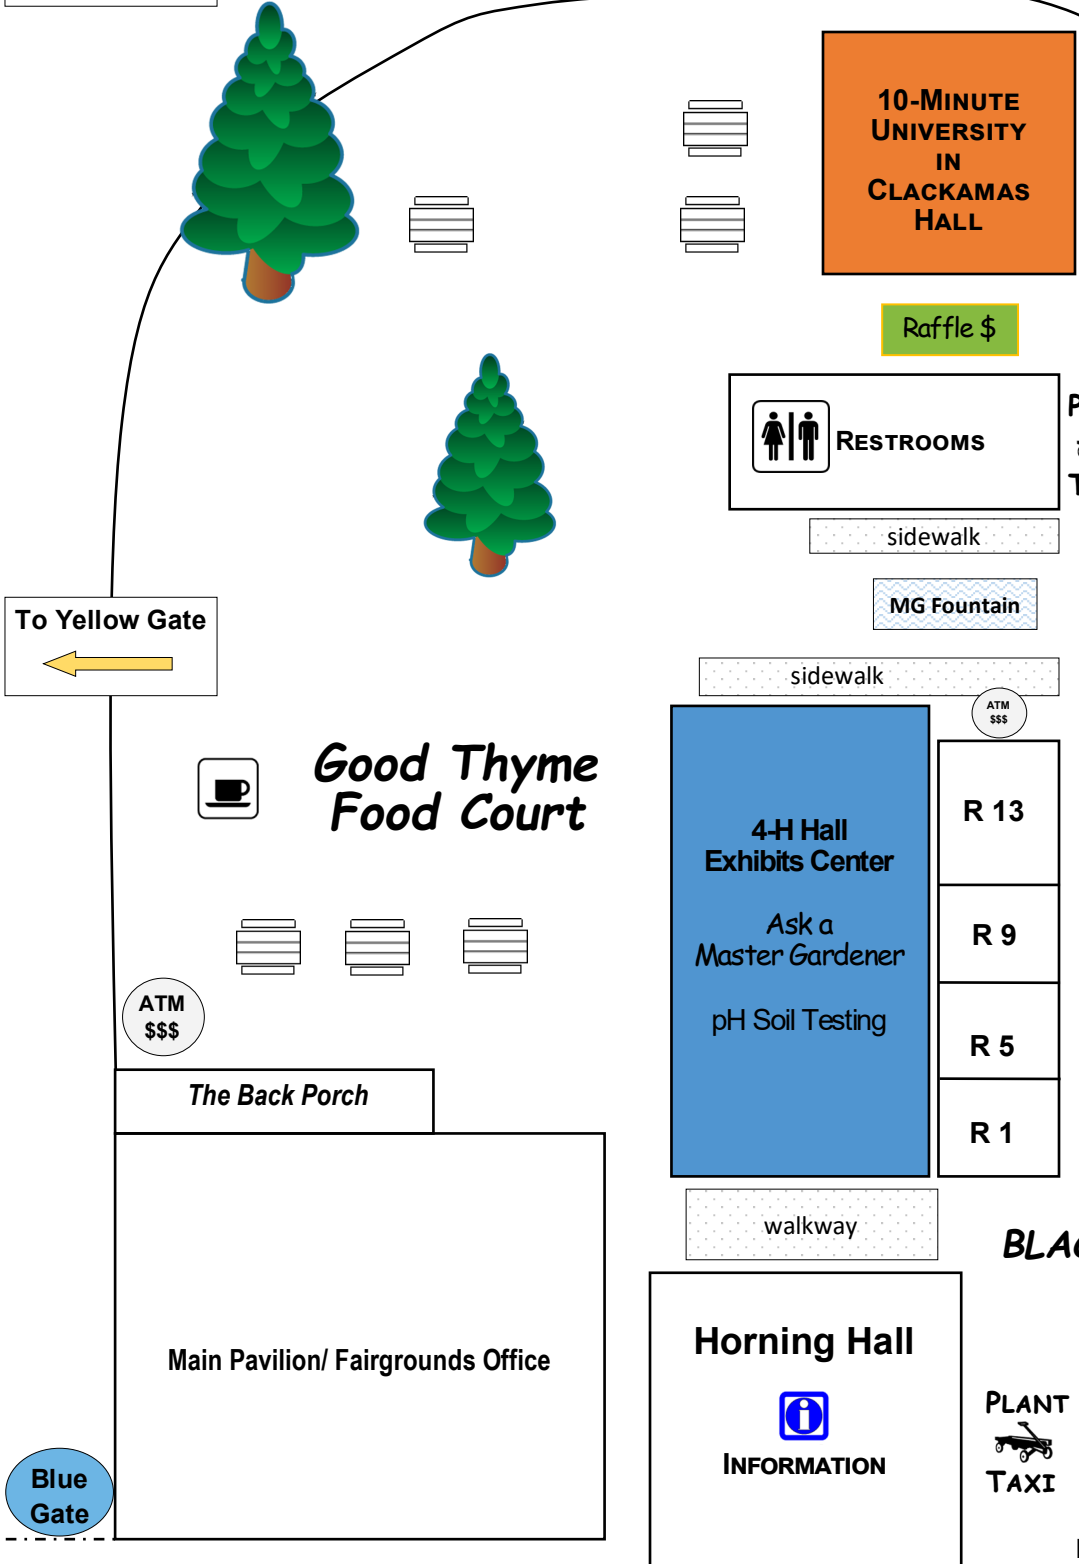 10-MINUTE
UNIVERSITY
IN
CLACKAMAS
HALL
Raffle $
RESTROOMS
P
T
sidewalk
MG Fountain
To Yellow Gate
sidewalk
ATM
$$$
Good Thyme
Food Court
R 13
4-H Hall
Exhibits Center
Ask a
Master Gardener
pH Soil Testing
R 9
R 5
R 1
ATM
$$$
The Back Porch
walkway
Main Pavilion/ Fairgrounds Office
Horning Hall
INFORMATION
PLANT
TAXI
Blue
Gate